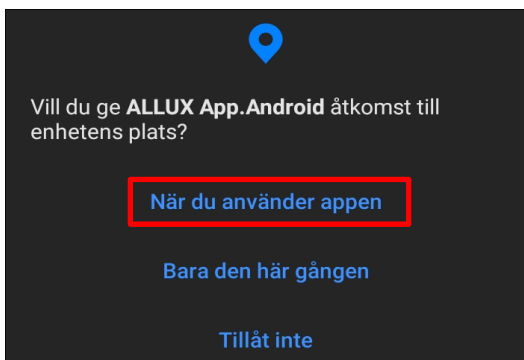 Vill du ge ALLUX App.Android åtkomst till
enhetens plats?
När du använder appen
Bara den här gången
Tillåt inte